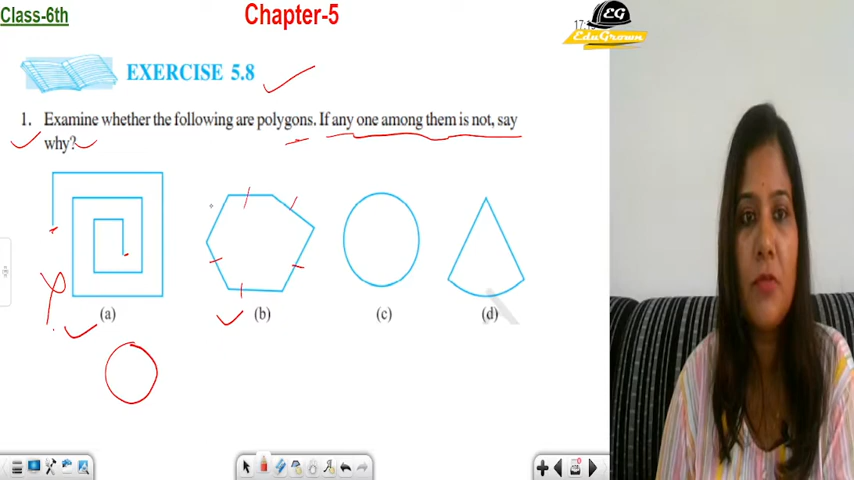 Class-6th
Chapter-5
EG
EduGrown
EXERCISE 5.8
1. Examine whether the following are polygons. If any one among them is not, say
why?
(a)
(b)
(c)
(d)